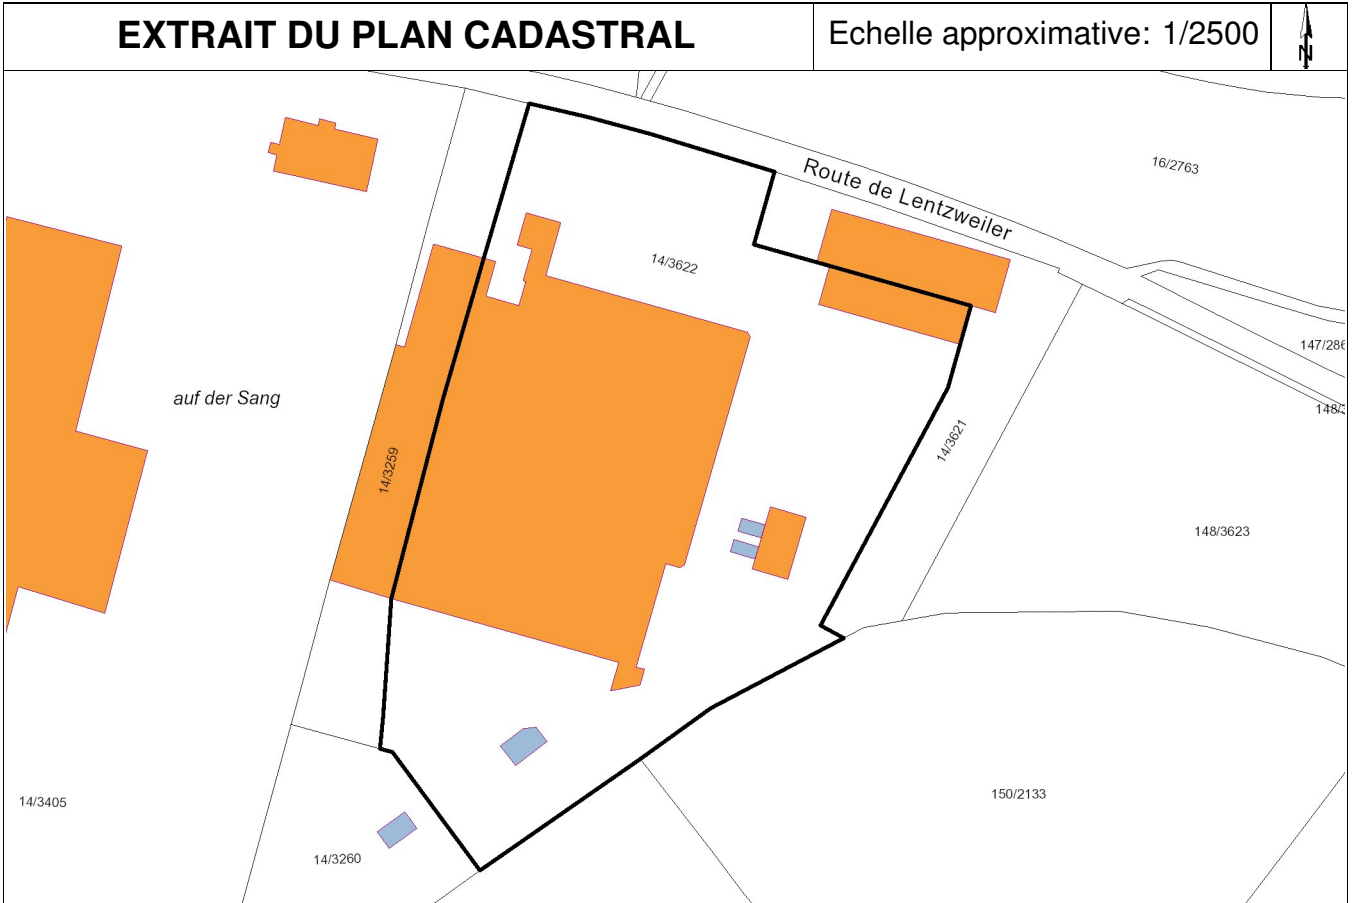 EXTRAIT DU PLAN CADASTRAL
Echelle approximative: 1/2500
N
16/2763
Route de Lentzweiler
14/3622
147/286
148/3
auf der Sang
14/3259
14/3621
148/3623
14/3405
150/2133
14/3260